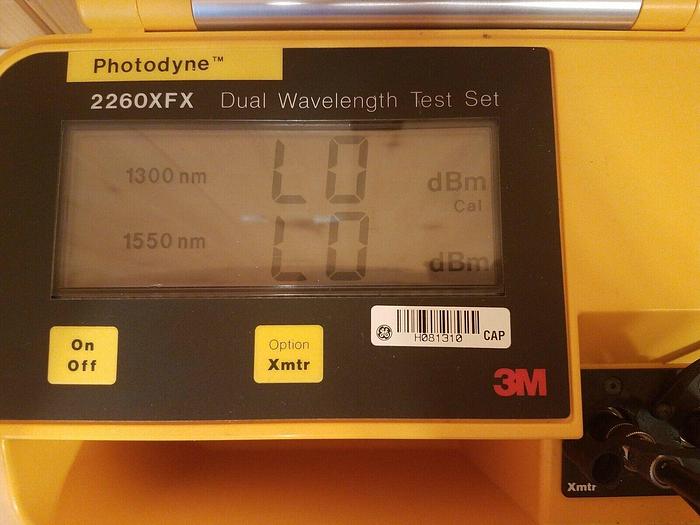 Photodyne™
2260XFX Dual Wavelength Test Set
1300 nm LO dBm
Cal
1550 nm LO dBm
On
Off
Option
Xmtr
H081310 CAP
3M
Xmtr